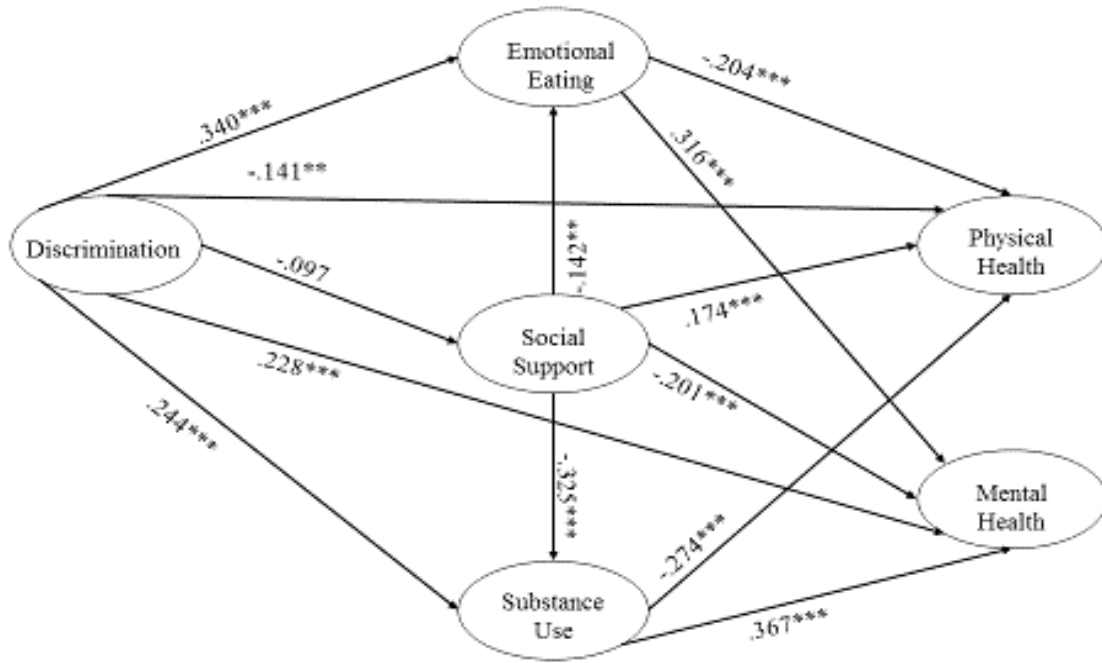 Emotional
Eating
-.204***
.340***
.316***
-.141**
Discrimination
Physical
Health
-.142**
-.097
.174***
Social
Support
.228***
-.201***
.244***
-.325***
Mental
Health
-.274***
Substance
Use
.367***